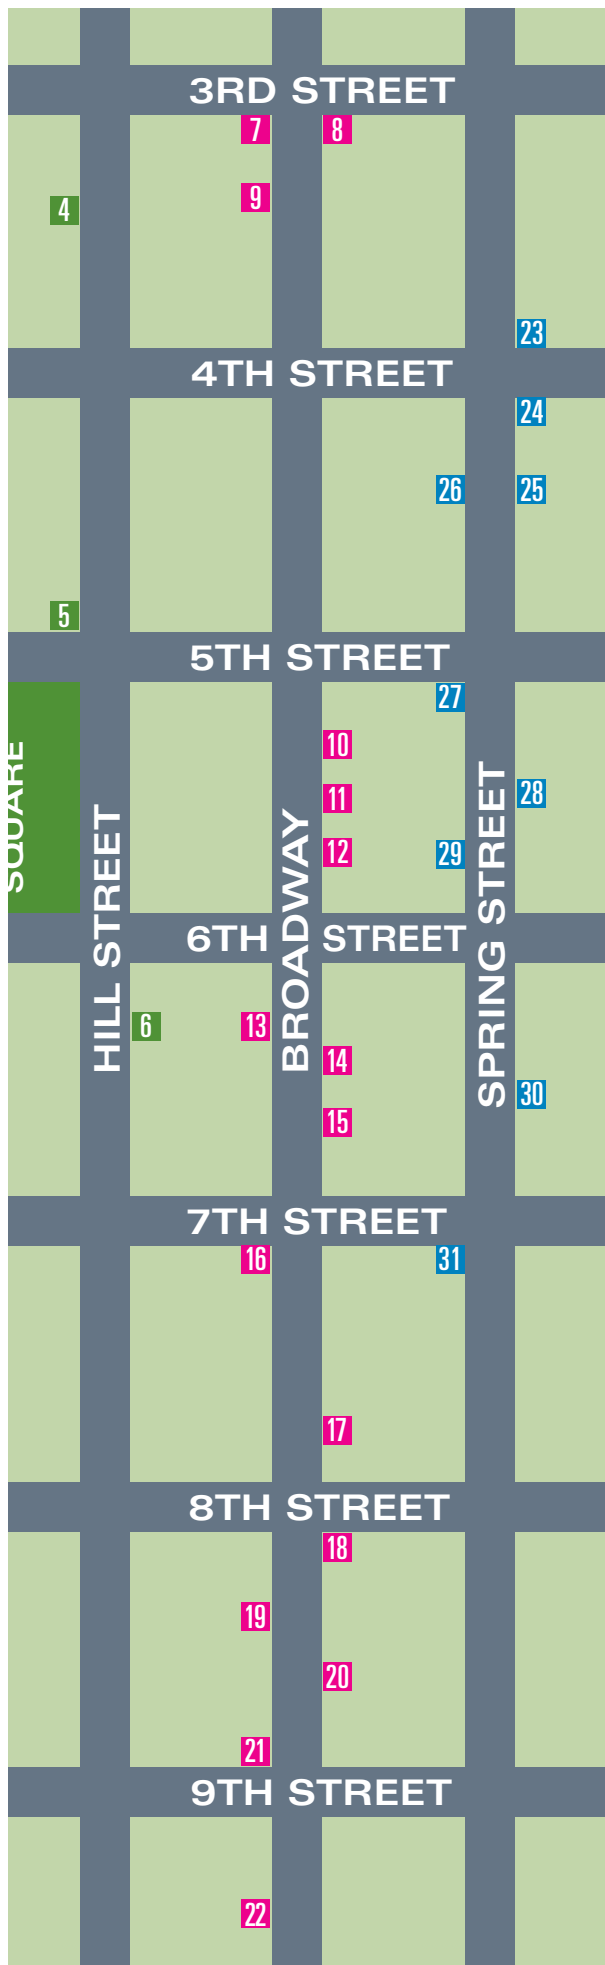 3RD STREET
7
8
9
4
23
4TH STREET
24
26
25
5
5TH STREET
27
10
28
11
12
29
SQUARE
HILL STREET
BROADWAY
SPRING STREET
6TH STREET
6
13
14
30
15
7TH STREET
16
31
17
8TH STREET
18
19
20
21
9TH STREET
22